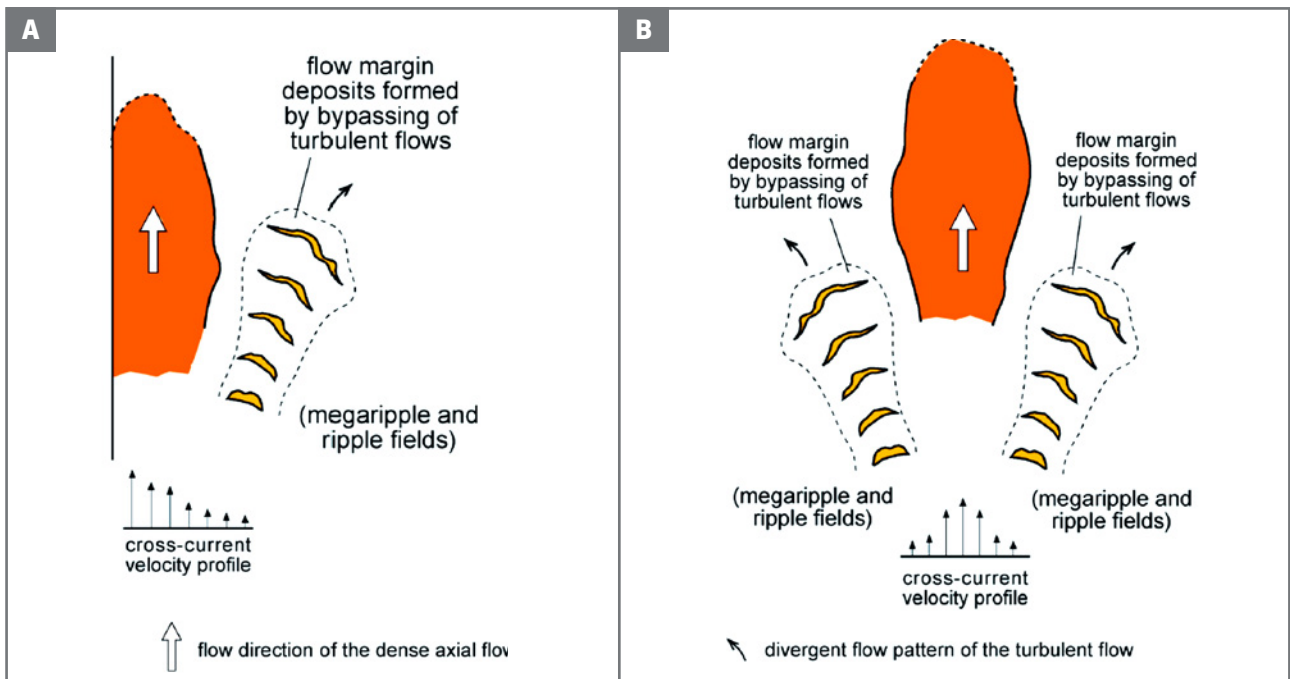 A
flow margin
deposits formed
by bypassing of
turbulent flows
(megaripple and
ripple fields)
cross-current
velocity profile
flow direction of the dense axial flow
B
flow margin
deposits formed
by bypassing of
turbulent flows
flow margin
deposits formed
by bypassing of
turbulent flows
(megaripple and
ripple fields)
(megaripple and
ripple fields)
cross-current
velocity profile
divergent flow pattern of the turbulent flow